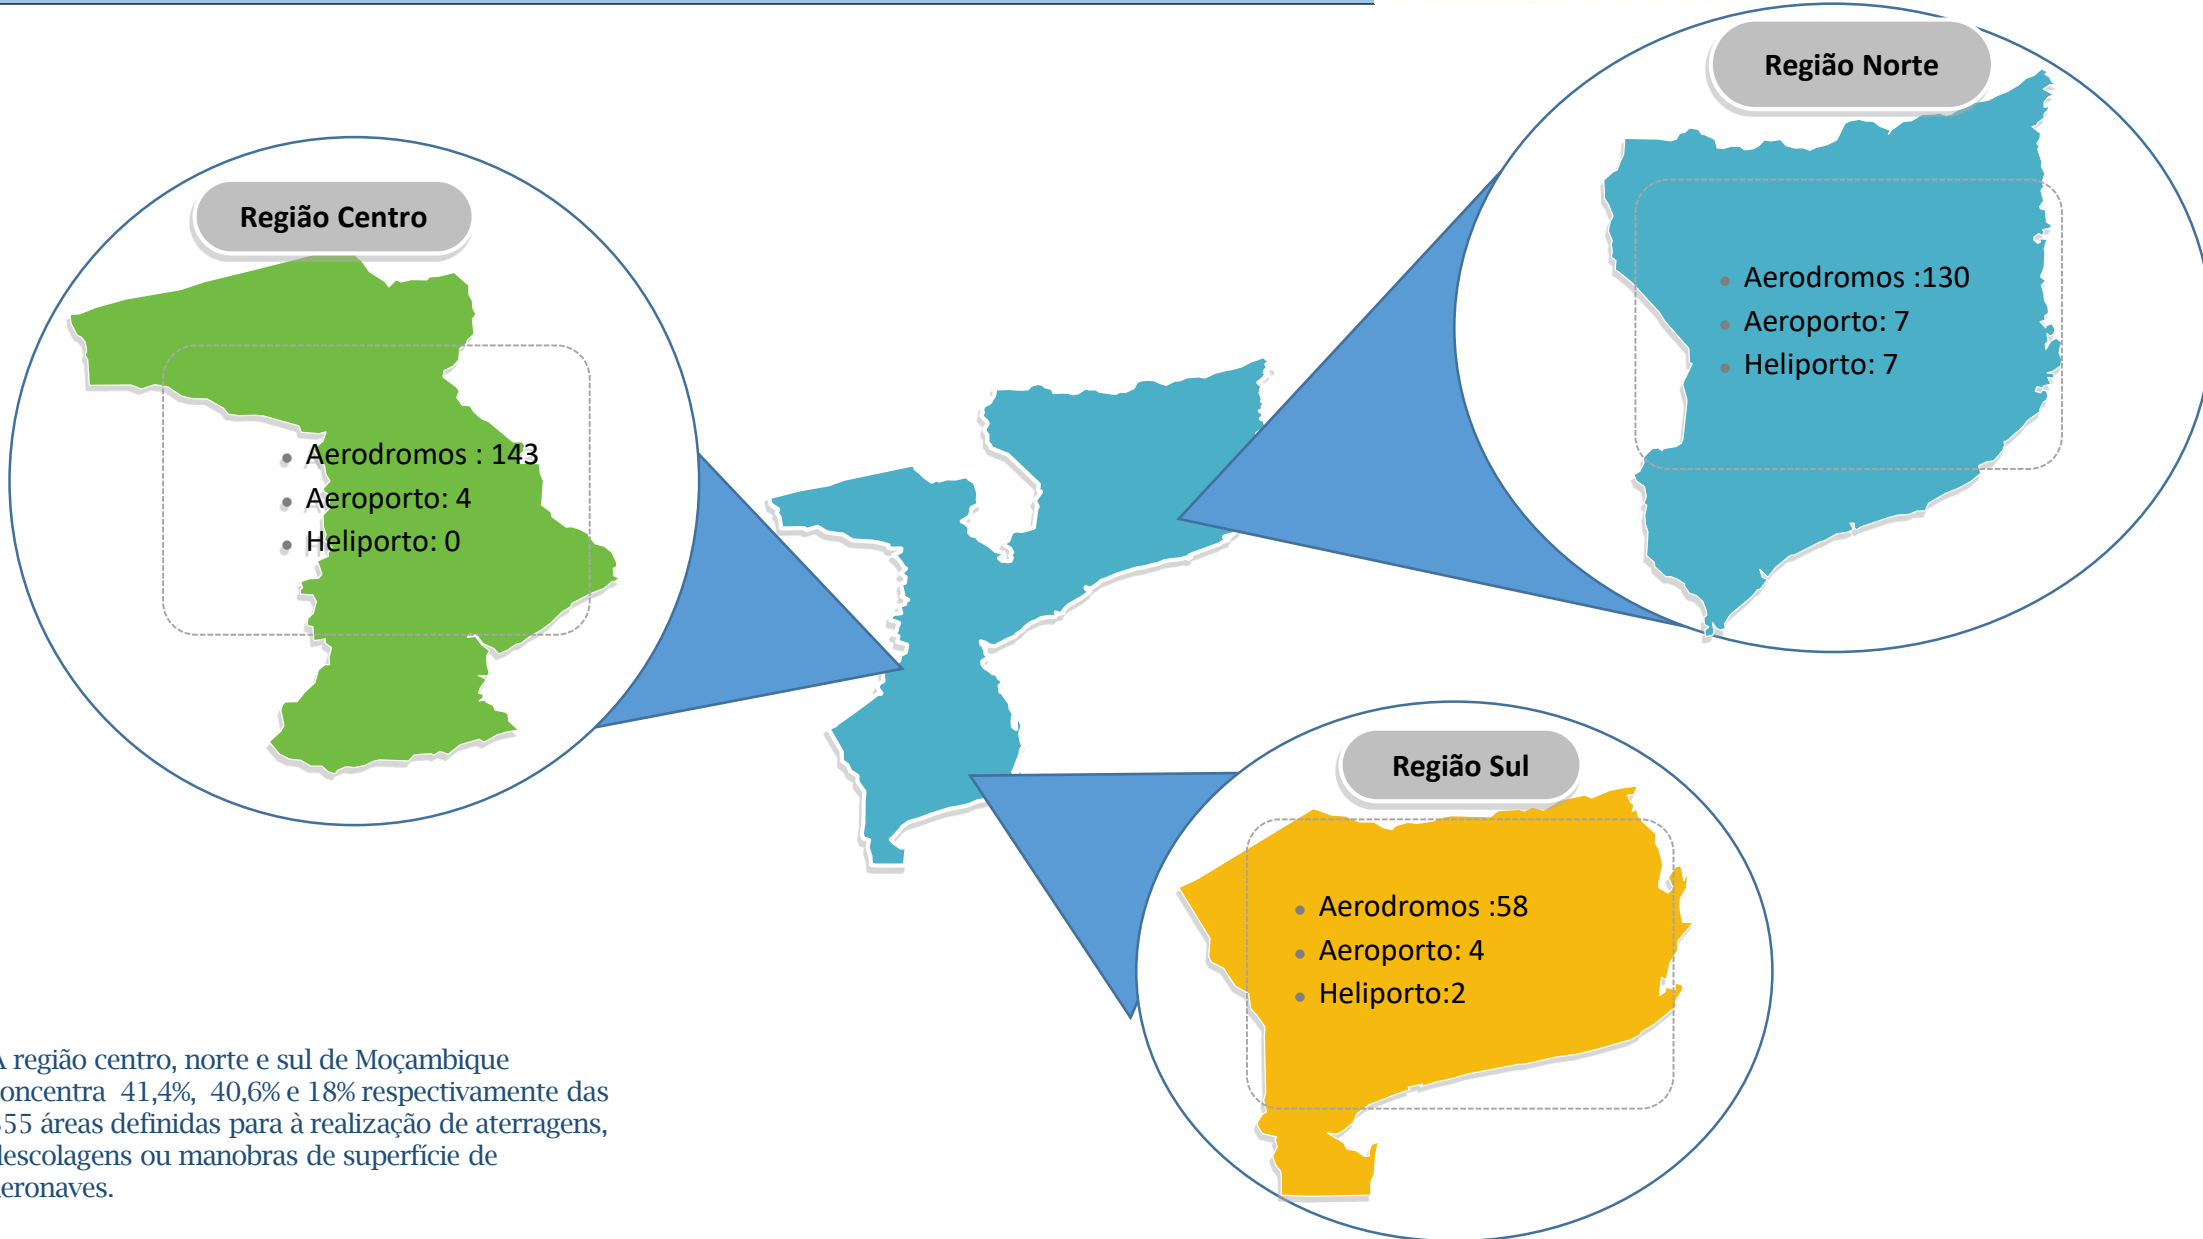 Região Norte
Aerodromos :130
Aeroporto: 7
Heliporto: 7
Região Centro
Aerodromos : 143
Aeroporto: 4
Heliporto: 0
Região Sul
Aerodromos :58
Aeroporto: 4
Heliporto:2
A região centro, norte e sul de Moçambique
oncentra 41,4%, 40,6% e 18% respectivamente das
55 áreas definidas para à realização de aterragens,
lescolagens ou manobras de superfície de
eronaves.